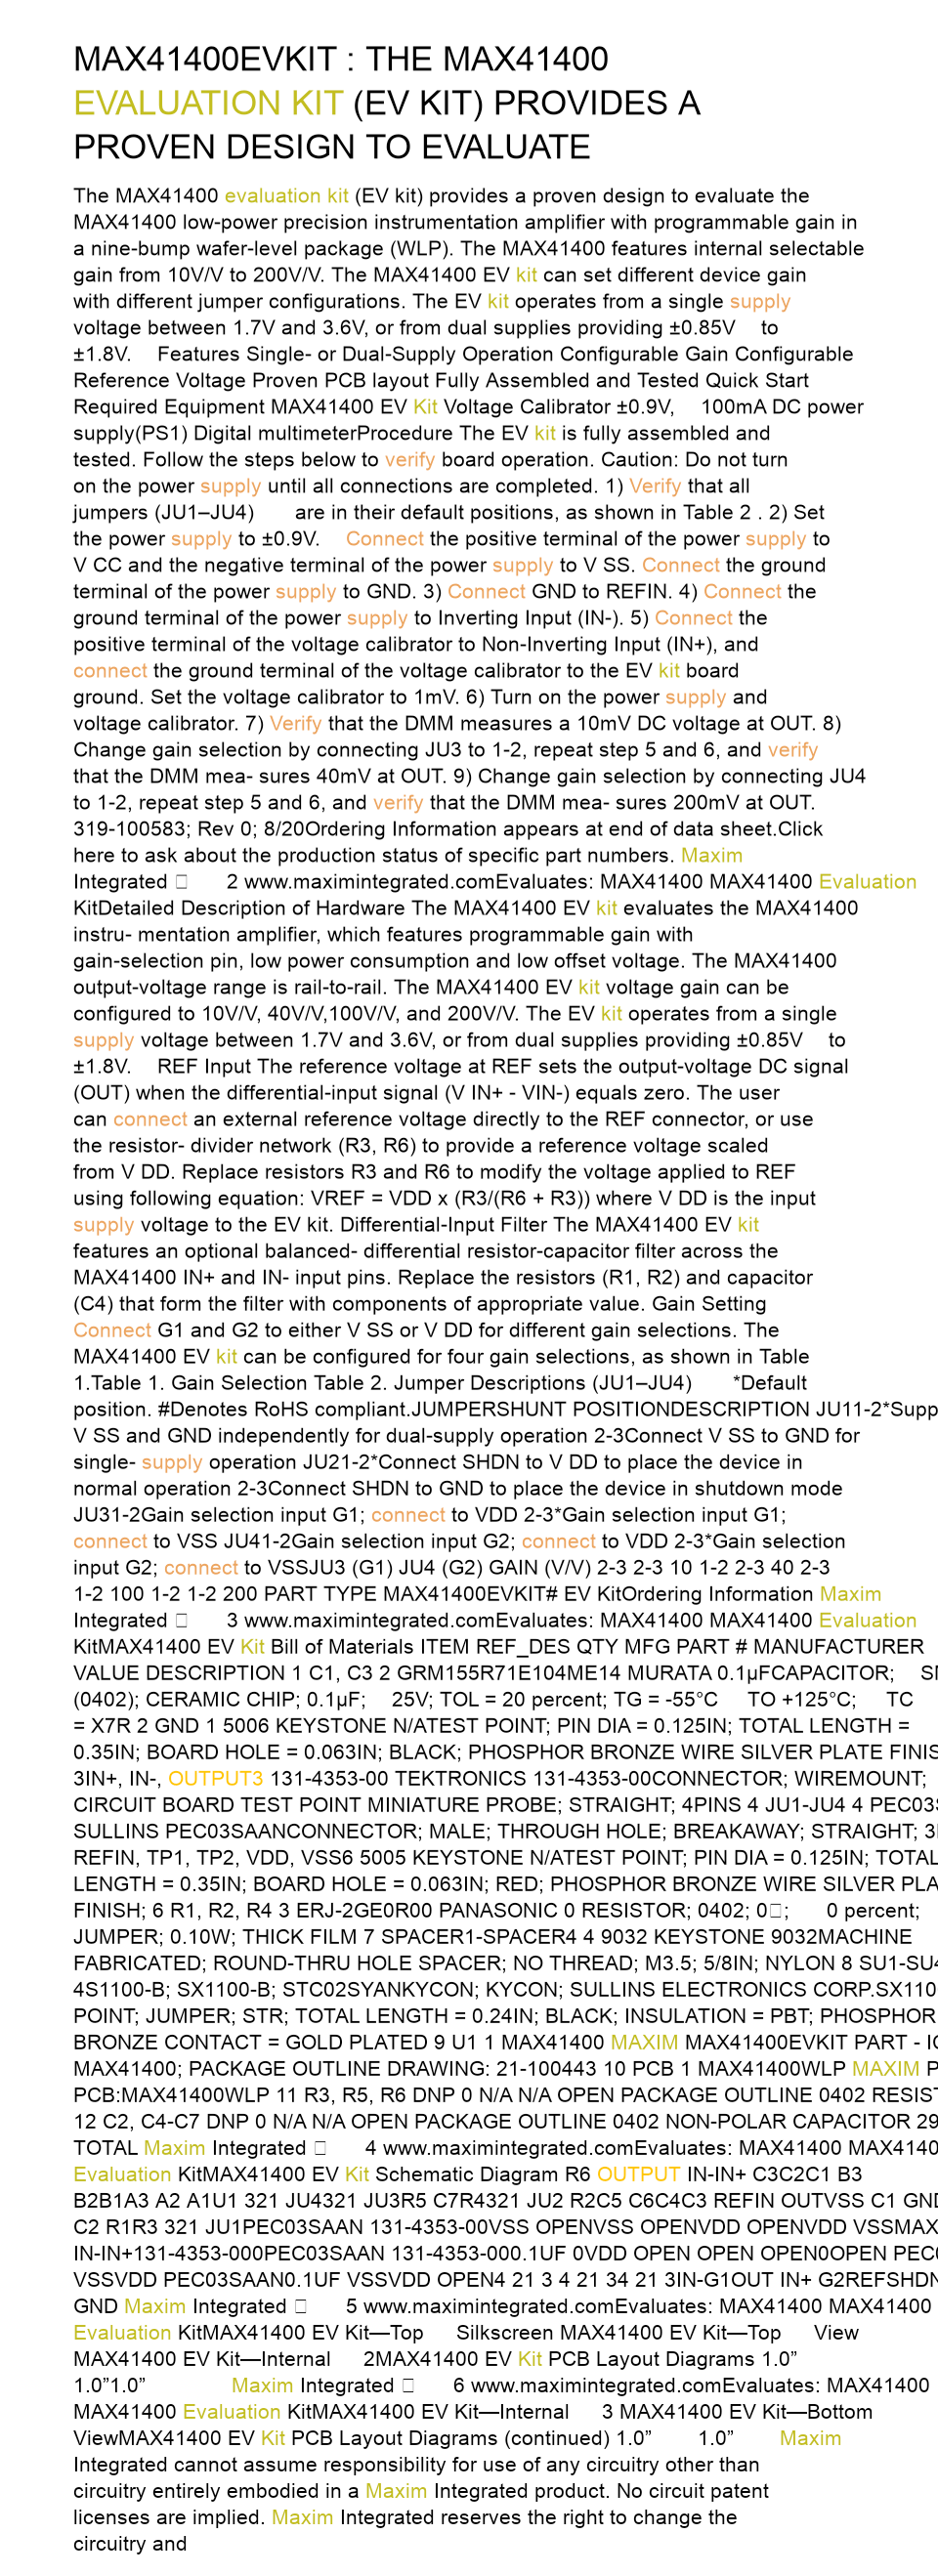 MAX41400EVKIT : THE MAX41400
EVALUATION KIT (EV KIT) PROVIDES A
PROVEN DESIGN TO EVALUATE
The MAX41400 evaluation kit (EV kit) provides a proven design to evaluate the
MAX41400 low-power precision instrumentation amplifier with programmable gain in
a nine-bump wafer-level package (WLP). The MAX41400 features internal selectable
gain from 10V/V to 200V/V. The MAX41400 EV kit can set different device gain
with different jumper configurations. The EV kit operates from a single supply
voltage between 1.7V and 3.6V, or from dual supplies providing ±0.85V to
±1.8V. Features Single- or Dual-Supply Operation Configurable Gain Configurable
Reference Voltage Proven PCB layout Fully Assembled and Tested Quick Start
Required Equipment MAX41400 EV Kit Voltage Calibrator ±0.9V, 100mA DC power
supply(PS1) Digital multimeterProcedure The EV kit is fully assembled and
tested. Follow the steps below to verify board operation. Caution: Do not turn
on the power supply until all connections are completed. 1) Verify that all
jumpers (JU1–JU4) are in their default positions, as shown in Table 2 . 2) Set
the power supply to ±0.9V. Connect the positive terminal of the power supply to
V CC and the negative terminal of the power supply to V SS. Connect the ground
terminal of the power supply to GND. 3) Connect GND to REFIN. 4) Connect the
ground terminal of the power supply to Inverting Input (IN-). 5) Connect the
positive terminal of the voltage calibrator to Non-Inverting Input (IN+), and
connect the ground terminal of the voltage calibrator to the EV kit board
ground. Set the voltage calibrator to 1mV. 6) Turn on the power supply and
voltage calibrator. 7) Verify that the DMM measures a 10mV DC voltage at OUT. 8)
Change gain selection by connecting JU3 to 1-2, repeat step 5 and 6, and verify
that the DMM mea- sures 40mV at OUT. 9) Change gain selection by connecting JU4
to 1-2, repeat step 5 and 6, and verify that the DMM mea- sures 200mV at OUT.
319-100583; Rev 0; 8/20Ordering Information appears at end of data sheet.Click
here to ask about the production status of specific part numbers. Maxim
Integrated 2 www.maximintegrated.comEvaluates: MAX41400 MAX41400 Evaluation
KitDetailed Description of Hardware The MAX41400 EV kit evaluates the MAX41400
instru- mentation amplifier, which features programmable gain with
gain-selection pin, low power consumption and low offset voltage. The MAX41400
output-voltage range is rail-to-rail. The MAX41400 EV kit voltage gain can be
configured to 10V/V, 40V/V,100V/V, and 200V/V. The EV kit operates from a single
supply voltage between 1.7V and 3.6V, or from dual supplies providing ±0.85V to
±1.8V. REF Input The reference voltage at REF sets the output-voltage DC signal
(OUT) when the differential-input signal (V IN+ - VIN-) equals zero. The user
can connect an external reference voltage directly to the REF connector, or use
the resistor- divider network (R3, R6) to provide a reference voltage scaled
from V DD. Replace resistors R3 and R6 to modify the voltage applied to REF
using following equation: VREF = VDD x (R3/(R6 + R3)) where V DD is the input
supply voltage to the EV kit. Differential-Input Filter The MAX41400 EV kit
features an optional balanced- differential resistor-capacitor filter across the
MAX41400 IN+ and IN- input pins. Replace the resistors (R1, R2) and capacitor
(C4) that form the filter with components of appropriate value. Gain Setting
Connect G1 and G2 to either V SS or V DD for different gain selections. The
MAX41400 EV kit can be configured for four gain selections, as shown in Table
1.Table 1. Gain Selection Table 2. Jumper Descriptions (JU1–JU4) *Default
position. #Denotes RoHS compliant.JUMPERSHUNT POSITIONDESCRIPTION JU11-2*Supp
V SS and GND independently for dual-supply operation 2-3Connect V SS to GND for
single- supply operation JU21-2*Connect SHDN to V DD to place the device in
normal operation 2-3Connect SHDN to GND to place the device in shutdown mode
JU31-2Gain selection input G1; connect to VDD 2-3*Gain selection input G1;
connect to VSS JU41-2Gain selection input G2; connect to VDD 2-3*Gain selection
input G2; connect to VSSJU3 (G1) JU4 (G2) GAIN (V/V) 2-3 2-3 10 1-2 2-3 40 2-3
1-2 100 1-2 1-2 200 PART TYPE MAX41400EVKIT# EV KitOrdering Information Maxim
Integrated 3 www.maximintegrated.comEvaluates: MAX41400 MAX41400 Evaluation
KitMAX41400 EV Kit Bill of Materials ITEM REF_DES QTY MFG PART # MANUFACTURER
VALUE DESCRIPTION 1 C1, C3 2 GRM155R71E104ME14 MURATA 0.1µFCAPACITOR; SM
(0402); CERAMIC CHIP; 0.1µF; 25V; TOL = 20 percent; TG = -55°C TO +125°C; TC
= X7R 2 GND 1 5006 KEYSTONE N/ATEST POINT; PIN DIA = 0.125IN; TOTAL LENGTH =
0.35IN; BOARD HOLE = 0.063IN; BLACK; PHOSPHOR BRONZE WIRE SILVER PLATE FINIS
3IN+, IN-, OUTPUT3 131-4353-00 TEKTRONICS 131-4353-00CONNECTOR; WIREMOUNT;
CIRCUIT BOARD TEST POINT MINIATURE PROBE; STRAIGHT; 4PINS 4 JU1-JU4 4 PEC03S
SULLINS PEC03SAANCONNECTOR; MALE; THROUGH HOLE; BREAKAWAY; STRAIGHT; 3
REFIN, TP1, TP2, VDD, VSS6 5005 KEYSTONE N/ATEST POINT; PIN DIA = 0.125IN; TOTAL
LENGTH = 0.35IN; BOARD HOLE = 0.063IN; RED; PHOSPHOR BRONZE WIRE SILVER PLA
FINISH; 6 R1, R2, R4 3 ERJ-2GE0R00 PANASONIC 0 RESISTOR; 0402; 0; 0 percent;
JUMPER; 0.10W; THICK FILM 7 SPACER1-SPACER4 4 9032 KEYSTONE 9032MACHINE
FABRICATED; ROUND-THRU HOLE SPACER; NO THREAD; M3.5; 5/8IN; NYLON 8 SU1-SU4
4S1100-B; SX1100-B; STC02SYANKYCON; KYCON; SULLINS ELECTRONICS CORP.SX110
POINT; JUMPER; STR; TOTAL LENGTH = 0.24IN; BLACK; INSULATION = PBT; PHOSPHOR
BRONZE CONTACT = GOLD PLATED 9 U1 1 MAX41400 MAXIM MAX41400EVKIT PART - IC
MAX41400; PACKAGE OUTLINE DRAWING: 21-100443 10 PCB 1 MAX41400WLP MAXIM P
PCB:MAX41400WLP 11 R3, R5, R6 DNP 0 N/A N/A OPEN PACKAGE OUTLINE 0402 RESIST
12 C2, C4-C7 DNP 0 N/A N/A OPEN PACKAGE OUTLINE 0402 NON-POLAR CAPACITOR 29
TOTAL Maxim Integrated 4 www.maximintegrated.comEvaluates: MAX41400 MAX4140
Evaluation KitMAX41400 EV Kit Schematic Diagram R6 OUTPUT IN-IN+ C3C2C1 B3
B2B1A3 A2 A1U1 321 JU4321 JU3R5 C7R4321 JU2 R2C5 C6C4C3 REFIN OUTVSS C1 GND
C2 R1R3 321 JU1PEC03SAAN 131-4353-00VSS OPENVSS OPENVDD OPENVDD VSSMAX
IN-IN+131-4353-000PEC03SAAN 131-4353-000.1UF 0VDD OPEN OPEN OPEN0OPEN PEC0
VSSVDD PEC03SAAN0.1UF VSSVDD OPEN4 21 3 4 21 34 21 3IN-G1OUT IN+ G2REFSHDN
GND Maxim Integrated 5 www.maximintegrated.comEvaluates: MAX41400 MAX41400
Evaluation KitMAX41400 EV Kit—Top Silkscreen MAX41400 EV Kit—Top View
MAX41400 EV Kit—Internal 2MAX41400 EV Kit PCB Layout Diagrams 1.0”
1.0”1.0” Maxim Integrated 6 www.maximintegrated.comEvaluates: MAX41400
MAX41400 Evaluation KitMAX41400 EV Kit—Internal 3 MAX41400 EV Kit—Bottom
ViewMAX41400 EV Kit PCB Layout Diagrams (continued) 1.0” 1.0” Maxim
Integrated cannot assume responsibility for use of any circuitry other than
circuitry entirely embodied in a Maxim Integrated product. No circuit patent
licenses are implied. Maxim Integrated reserves the right to change the
circuitry and